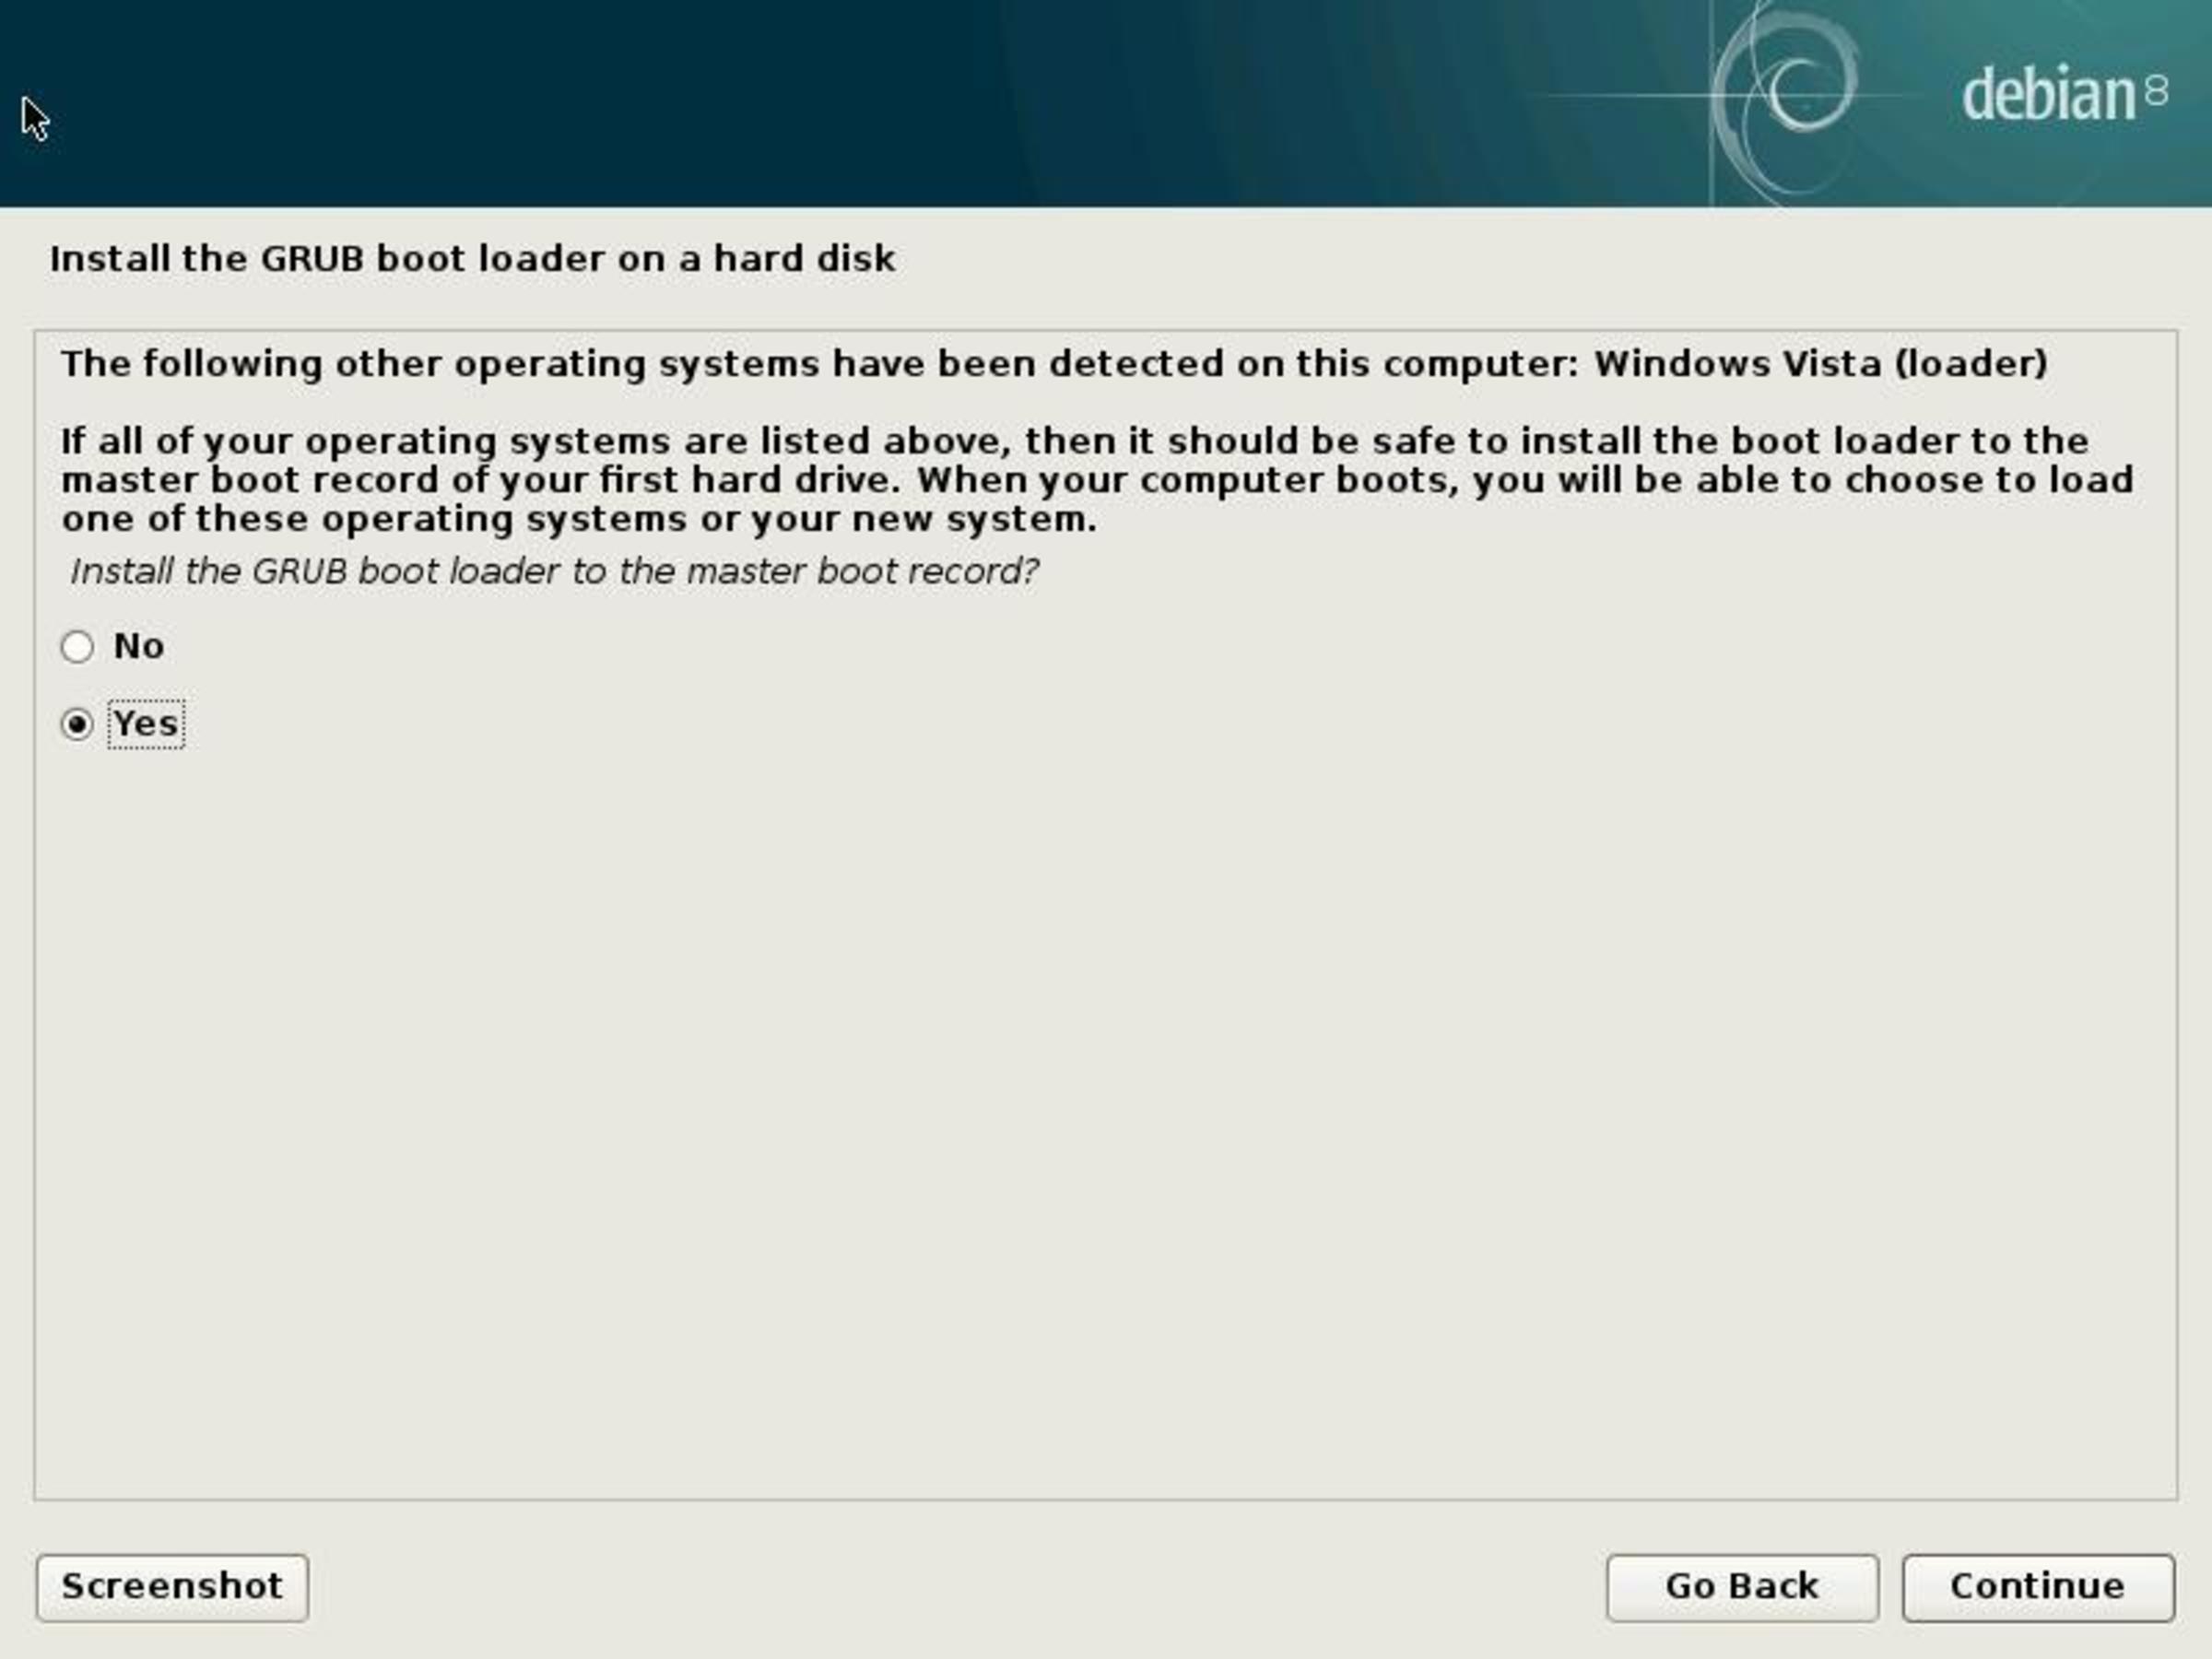 debian 8
Install the GRUB boot loader on a hard disk
The following other operating systems have been detected on this computer: Windows Vista (loader)
If all of your operating systems are listed above, then it should be safe to install the boot loader to the
master boot record of your first hard drive. When your computer boots, you will be able to choose to load
one of these operating systems or your new system.
Install the GRUB boot loader to the master boot record?
No
Yes
Screenshot
Go Back
Continue